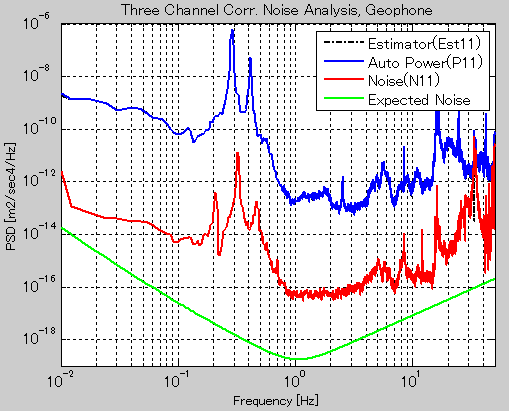 Three Channel Corr. Noise Analysis, Geophone
Estimator(Est11)
Auto Power(P11)
Noise(N11)
Expected Noise
10^-6
10^-8
10^-10
10^-12
10^-14
10^-16
10^-18
PSD [m2/sec4/Hz]
10^-2 10^-1 10^0 10^1
Frequency [Hz]